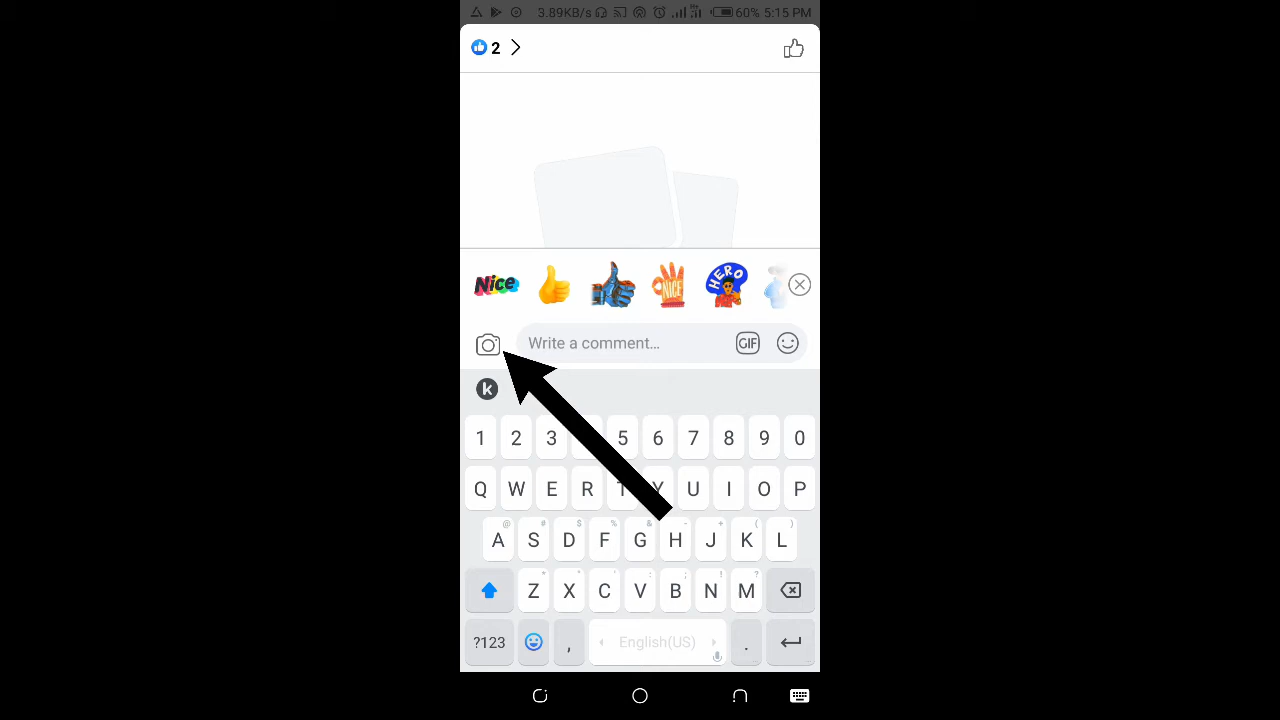 3.89KB/s 60% 5:15 PM
2
Nice NICE HERO
Write a comment... GIF
k
1 2 3 5 6 7 8 9 0
Q W E R T Y U I O P
@ # $ % & - + ( )
A S D F G H J K L
Z X C V B N M
?123 , English(US) .